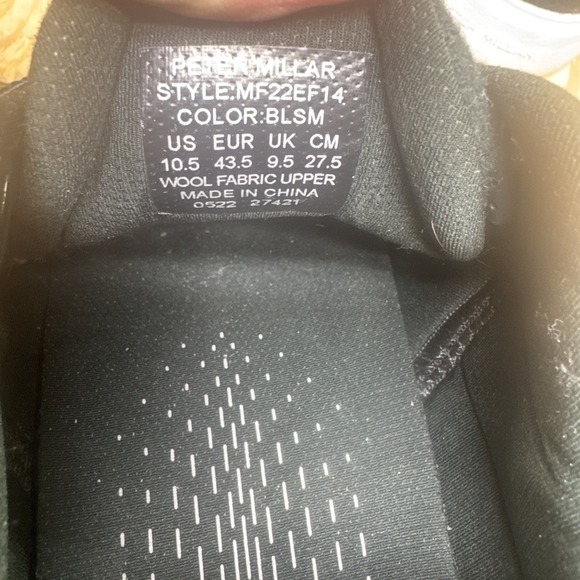 PETER MILLAR
STYLE:MF22EF14
COLOR:BLSM
US EUR UK CM
10.5 43.5 9.5 27.5
WOOL FABRIC UPPER
MADE IN CHINA
0522 27421
MILLAR